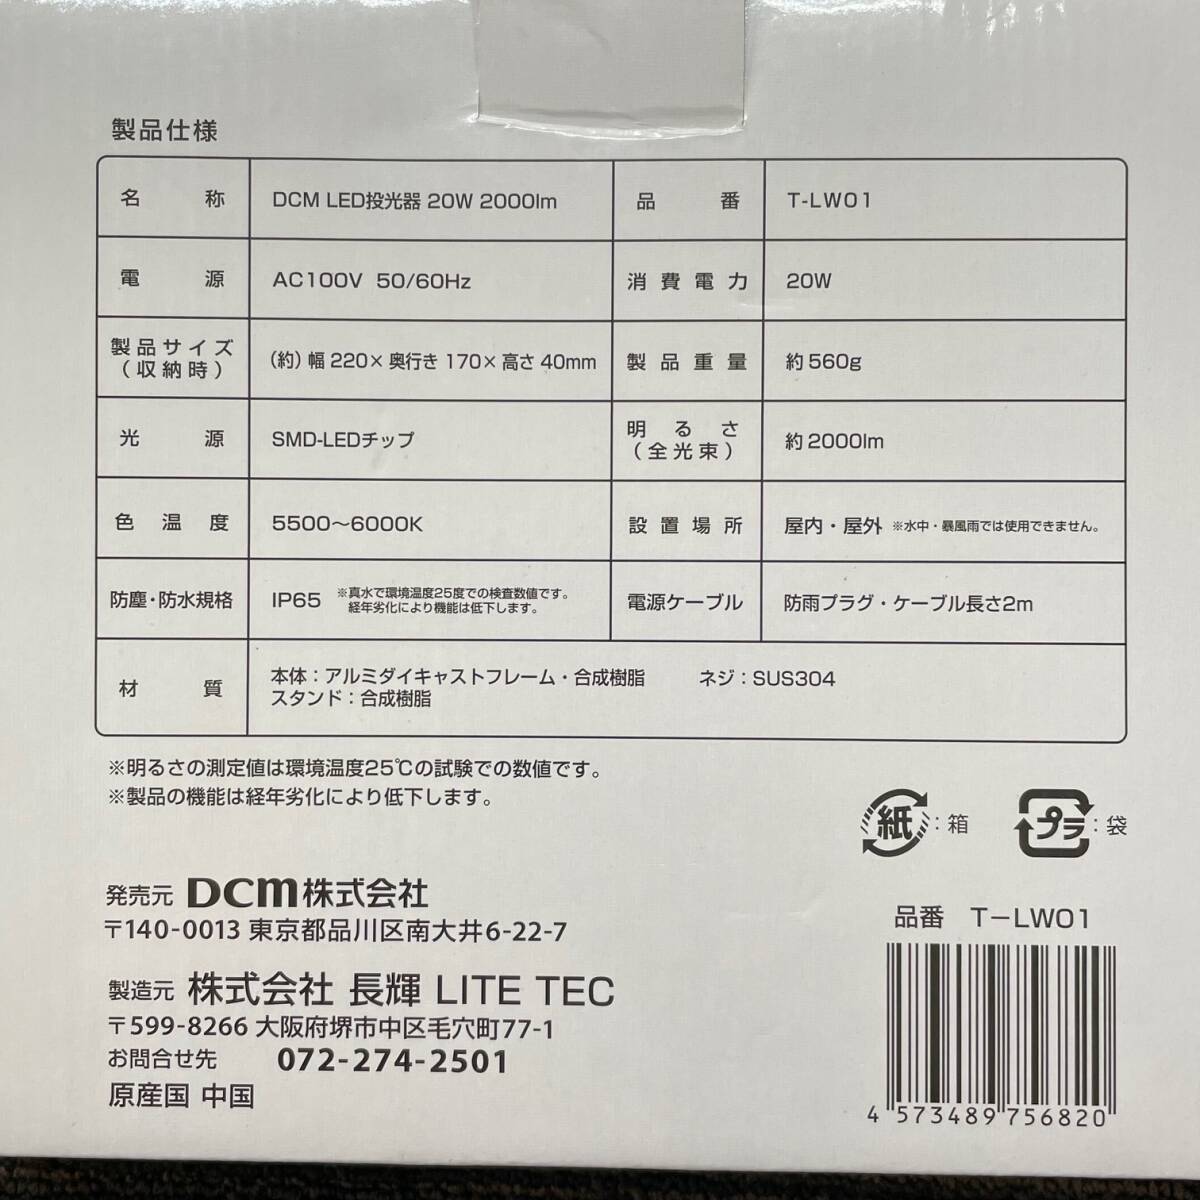 製品仕様
名称 DCM LED投光器 20W 2000lm 品番 T-LW01
電源 AC100V 50/60Hz 消費電力 20W
製品サイズ（収納時） （約）幅 220×奥行き 170×高さ 40mm 製品重量 約560g
光源 SMD-LEDチップ 明るさ（全光束） 約2000lm
色温度 5500〜6000K 設置場所 屋内・屋外 ※水中・暴風雨では使用できません。
防塵・防水規格 IP65 ※真水で環境温度25度での検査数値です。経年劣化により機能は低下します。 電源ケーブル 防雨プラグ・ケーブル長さ2m
材質 本体：アルミダイキャストフレーム・合成樹脂 ネジ：SUS304
スタンド：合成樹脂
※明るさの測定値は環境温度25℃の試験での数値です。
※製品の機能は経年劣化により低下します。
紙：箱 プラ：袋
発売元 DCM株式会社
〒140-0013 東京都品川区南大井6-22-7
製造元 株式会社 長輝 LITE TEC
〒599-8266 大阪府堺市中区毛穴町77-1
お問合せ先 072-274-2501
原産国 中国
品番 T−LW01
4 573489 756820